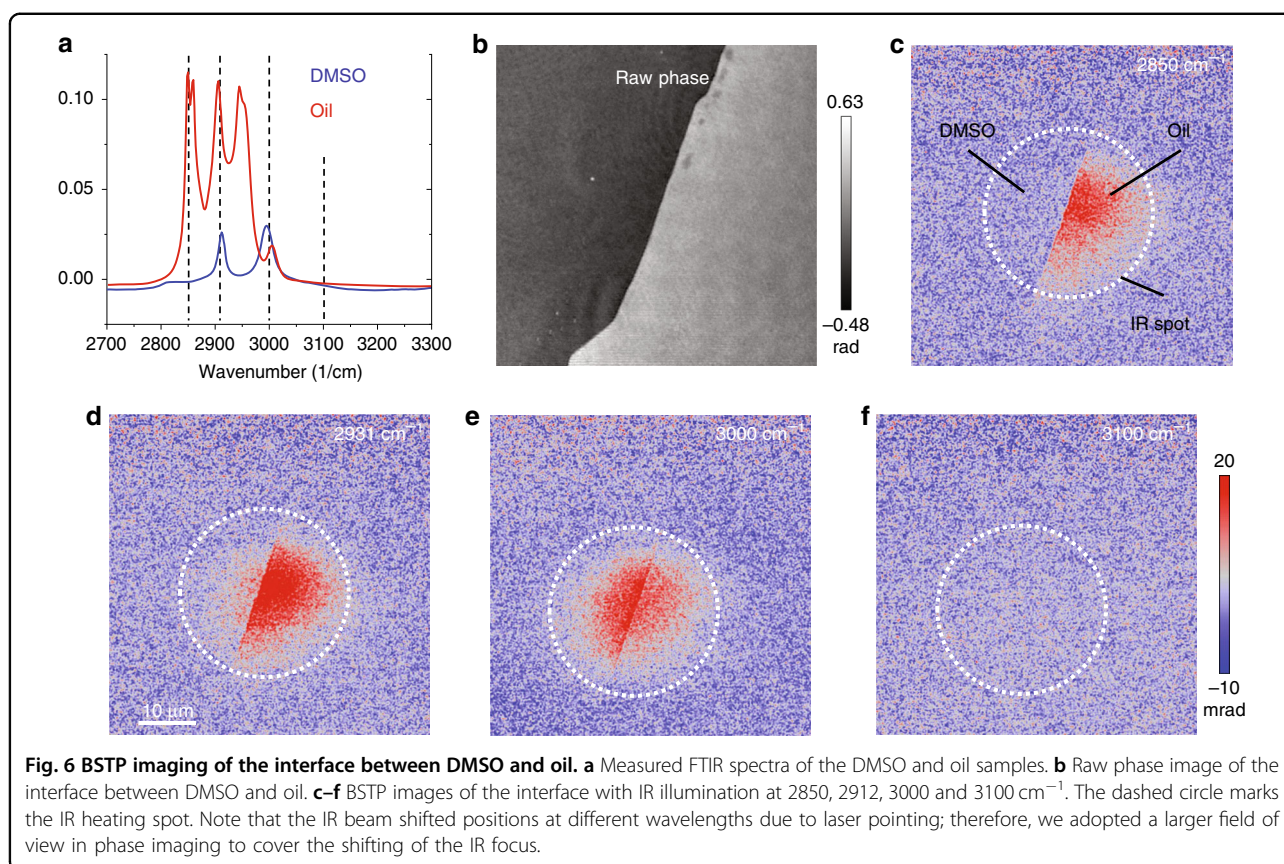 a
DMSO
Oil
0.10
0.05
0.00
2700 2800 2900 3000 3100 3200 3300
Wavenumber (1/cm)
b
Raw phase
0.63
−0.48
rad
c
2850 cm⁻¹
DMSO
Oil
IR spot
d
2931 cm⁻¹
10 μm
e
3000 cm⁻¹
f
3100 cm⁻¹
20
−10
mrad
Fig. 6 BSTP imaging of the interface between DMSO and oil. a Measured FTIR spectra of the DMSO and oil samples. b Raw phase image of the
interface between DMSO and oil. c–f BSTP images of the interface with IR illumination at 2850, 2912, 3000 and 3100 cm⁻¹. The dashed circle marks
the IR heating spot. Note that the IR beam shifted positions at different wavelengths due to laser pointing; therefore, we adopted a larger field of
view in phase imaging to cover the shifting of the IR focus.